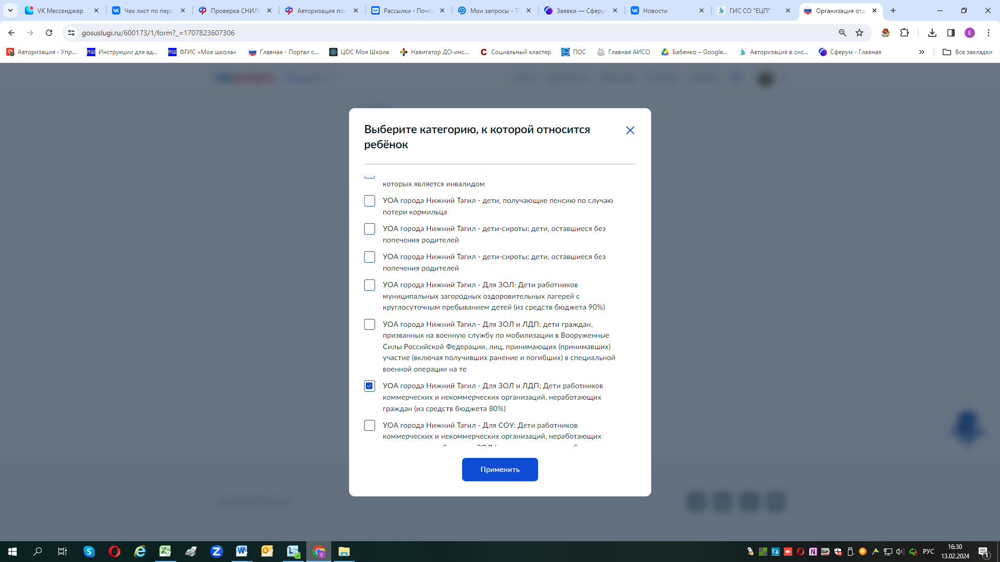 VK Мессенджер
Чек лист по перс
Проверка СНИЛС
Авторизация пол
Рассылки - Почта
Мои запросы - Т
Заявки — Сферу
Новости
ГИС СО "ЕЦП"
Организация отд
gosuslugi.ru/600173/1/form?_=1707823607306
E
Авторизация - Упр...
МШ Инструкции для ад...
МШ ФГИС «Моя школа»
Главная - Портал с...
ЦОС Моя Школа
Навигатор ДО-инс...
Социальный кластер
ПОС
Главная АИСО
Бабенко – Google...
Авторизация в сис...
Сферум - Главная
Все закладки
Выберите категорию, к которой относится
ребёнок
которых является инвалидом
УОА города Нижний Тагил - дети, получающие пенсию по случаю
потери кормильца
УОА города Нижний Тагил - дети-сироты; дети, оставшиеся без
попечения родителей
УОА города Нижний Тагил - дети-сироты; дети, оставшиеся без
попечения родителей
УОА города Нижний Тагил - Для ЗОЛ: Дети работников
муниципальных загородных оздоровительных лагерей с
круглосуточным пребыванием детей (из средств бюджета 90%)
УОА города Нижний Тагил - Для ЗОЛ и ЛДП: дети граждан,
призванных на военную службу по мобилизации в Вооруженные
Силы Российской Федерации, лиц, принимающих (принимавших)
участие (включая получивших ранение и погибших) в специальной
военной операции на те
УОА города Нижний Тагил - Для ЗОЛ и ЛДП; Дети работников
коммерческих и некоммерческих организаций, неработающих
граждан (из средств бюджета 80%)
УОА города Нижний Тагил - Для СОУ: Дети работников
коммерческих и некоммерческих организаций, неработающих
Применить
РУС
16:30
13.02.2024
1